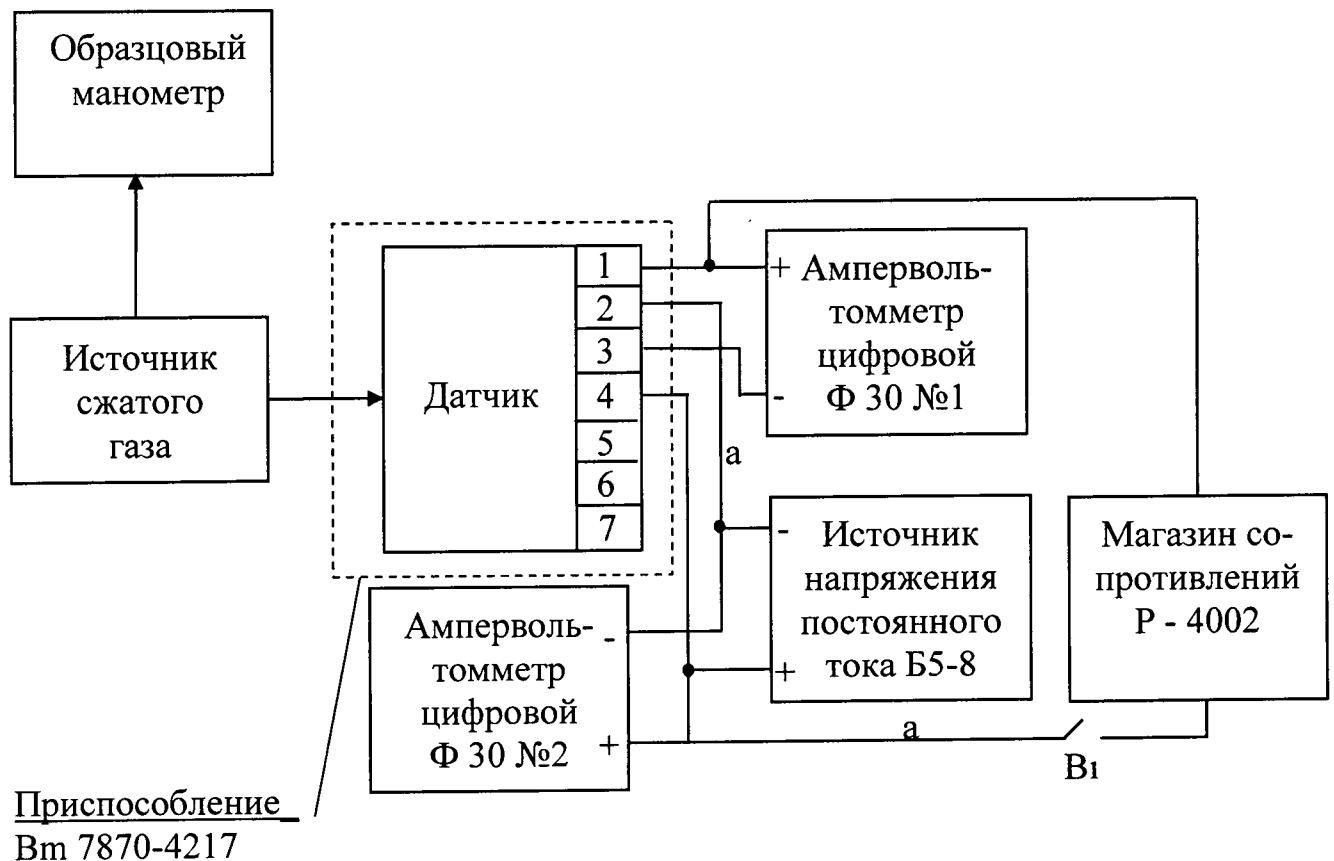 Образцовый
манометр
Источник
сжатого
газа
Датчик
1
2
3
4
5
6
7
+ Амперволь-
томметр
цифровой
- Ф 30 №1
а
- Источник
напряжения
постоянного
+ тока Б5-8
Магазин со-
противлений
Р - 4002
Амперволь- -
томметр
цифровой
Ф 30 №2 +
а
В1
Приспособление
Вm 7870-4217